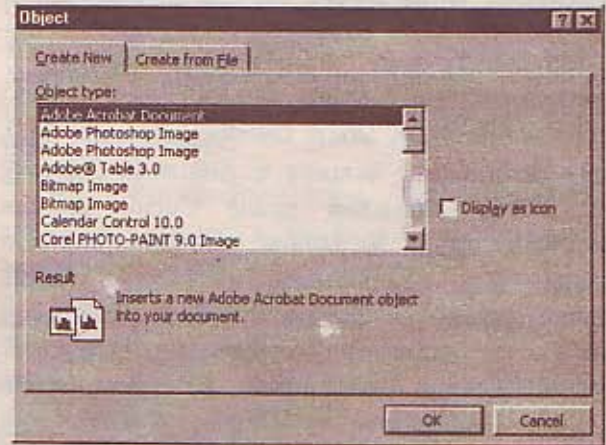 Object
Create New Create from File
Object type:
Adobe Acrobat Document
Adobe Photoshop Image
Adobe Photoshop Image
Adobe® Table 3.0
Bitmap Image
Bitmap Image
Calendar Control 10.0
Corel PHOTO-PAINT 9.0 Image
Display as icon
Result
Inserts a new Adobe Acrobat Document object
into your document.
OK Cancel